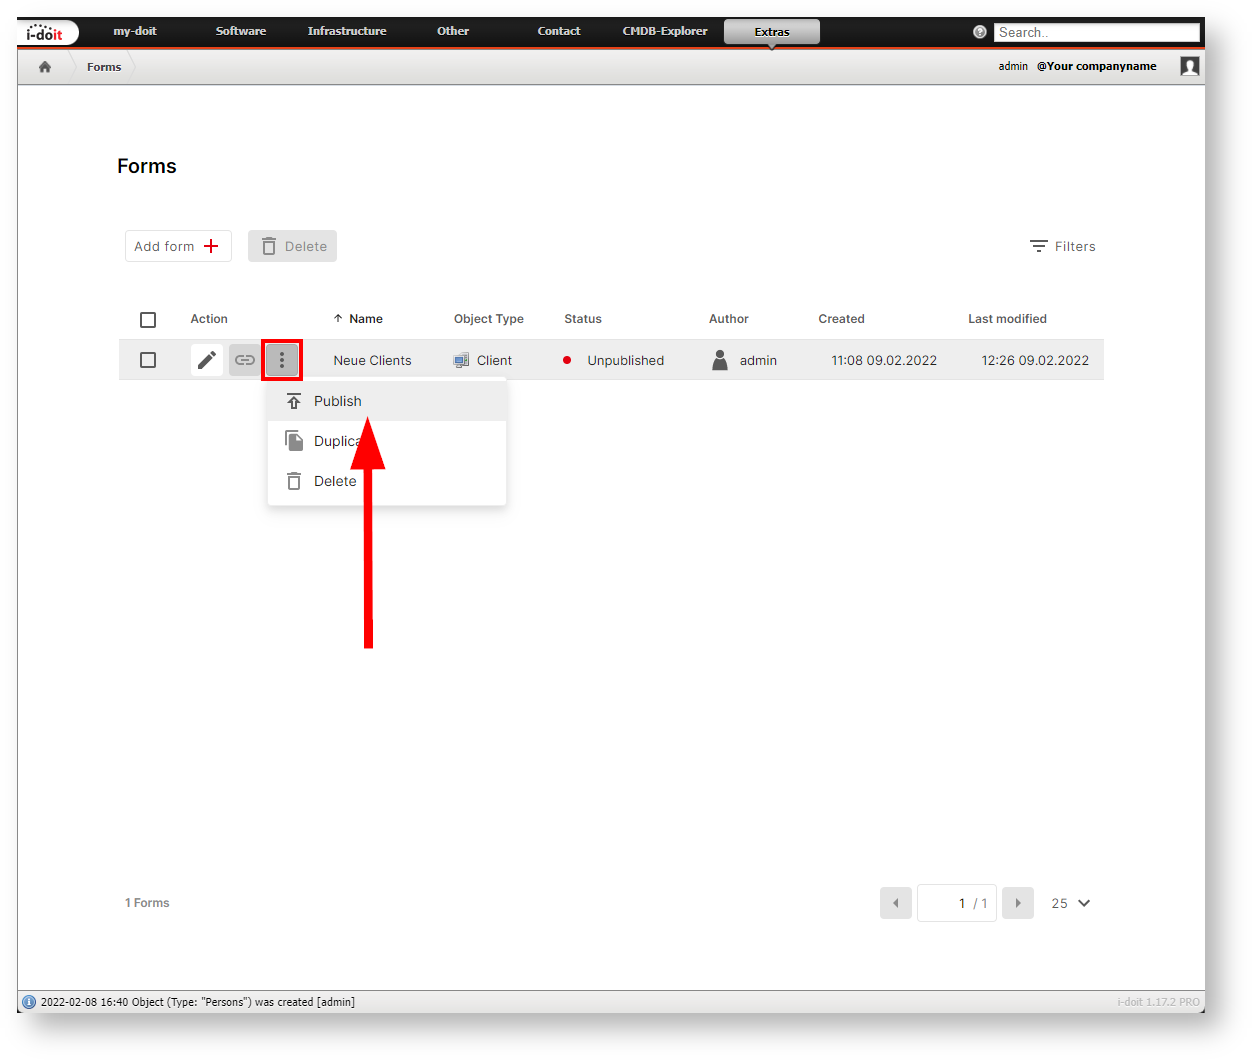 i-doit my-doit Software Infrastructure Other Contact CMDB-Explorer Extras ? Search..
Forms admin @Your companyname
Forms
Add form Delete Filters
Action Name Object Type Status Author Created Last modified
Neue Clients Client Unpublished admin 11:08 09.02.2022 12:26 09.02.2022
Publish
Duplica
Delete
1 Forms 1 / 1 25
2022-02-08 16:40 Object (Type: "Persons") was created [admin] i-doit 1.17.2 PRO